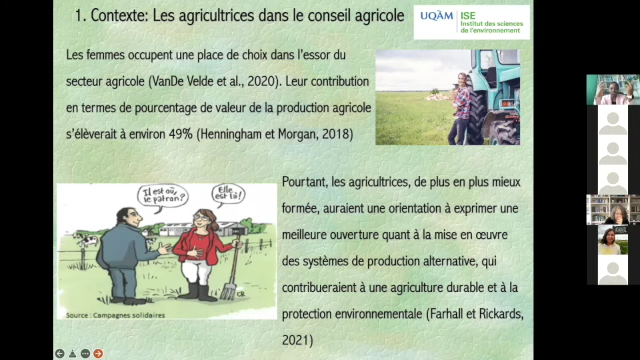 1. Contexte: Les agricultrices dans le conseil agricole
UQÀM
ISE
Institut des sciences
de l'environnement
Les femmes occupent une place de choix dans l'essor du
secteur agricole (VanDe Velde et al., 2020). Leur contribution
en termes de pourcentage de valeur de la production agricole
s'élèverait à environ 49% (Henningham et Morgan, 2018)
Il est où,
le patron?
Elle
est là!
CR
Source : Campagnes solidaires
Pourtant, les agricultrices, de plus en plus mieux
formée, auraient une orientation à exprimer une
meilleure ouverture quant à la mise en œuvre
des systèmes de production alternative, qui
contribueraient à une agriculture durable et à la
protection environnementale (Farhall et Rickards,
2021)